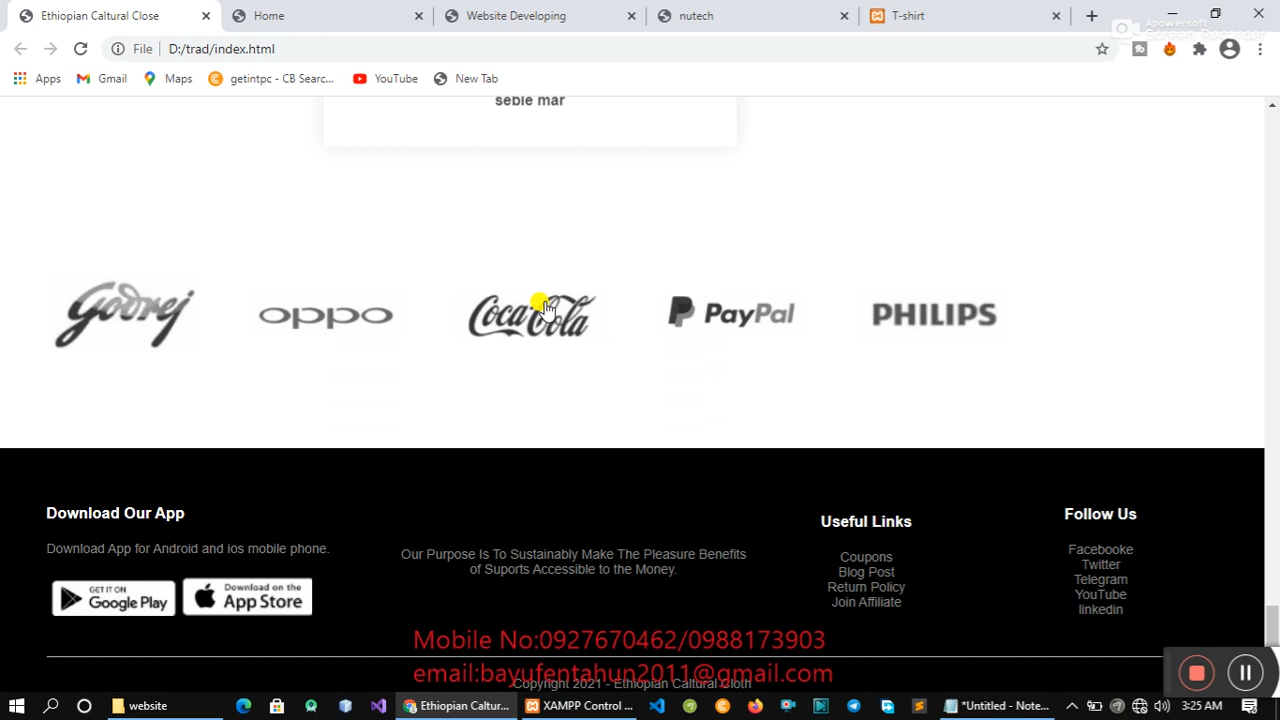 Ethiopian Caltural Close
Home
Website Developing
nutech
T-shirt
Apowersoft
Screen Recorder
File
D:/trad/index.html
Apps
Gmail
Maps
getintpc - CB Searc...
YouTube
New Tab
seble mar
Godrej
oppo
Coca-Cola
PayPal
PHILIPS
Download Our App
Download App for Android and ios mobile phone.
GET IT ON
Google Play
Download on the
App Store
Our Purpose Is To Sustainably Make The Pleasure Benefits
of Suports Accessible to the Money.
Useful Links
Coupons
Blog Post
Return Policy
Join Affiliate
Follow Us
Facebooke
Twitter
Telegram
YouTube
linkedin
Mobile No:0927670462/0988173903
email:bayufentahun2011@gmail.com
Copyright 2021 - Ethiopian Caltural Cloth
website
Ethiopian Caltur...
XAMPP Control ...
*Untitled - Note...
3:25 AM